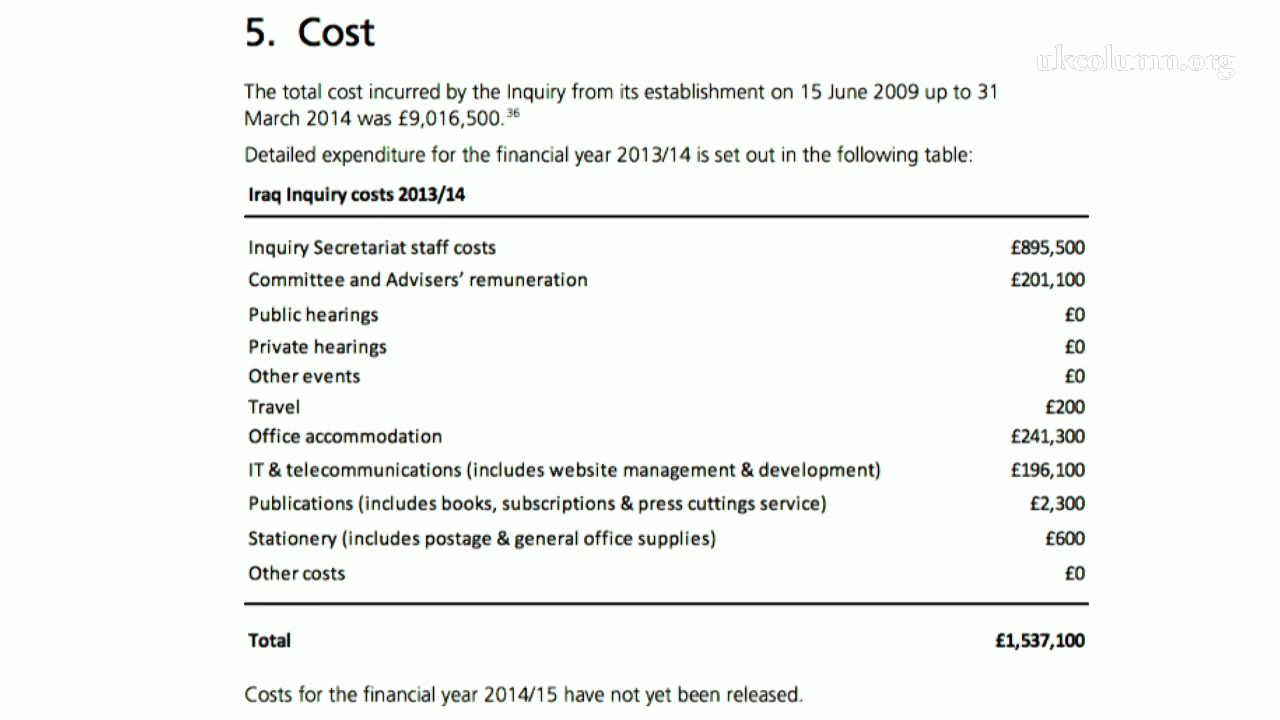 5. Cost
ukcolumn.org
The total cost incurred by the Inquiry from its establishment on 15 June 2009 up to 31
March 2014 was £9,016,500.36
Detailed expenditure for the financial year 2013/14 is set out in the following table:
Iraq Inquiry costs 2013/14
Inquiry Secretariat staff costs £895,500
Committee and Advisers’ remuneration £201,100
Public hearings £0
Private hearings £0
Other events £0
Travel £200
Office accommodation £241,300
IT & telecommunications (includes website management & development) £196,100
Publications (includes books, subscriptions & press cuttings service) £2,300
Stationery (includes postage & general office supplies) £600
Other costs £0
Total £1,537,100
Costs for the financial year 2014/15 have not yet been released.